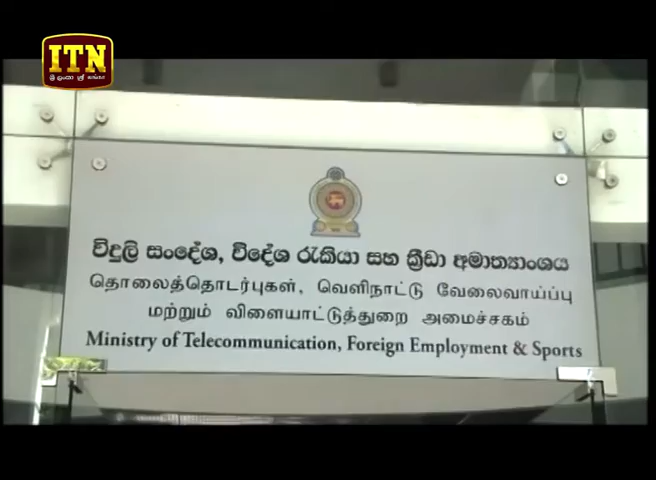 ITN
විදුලි සංදේශ, විදේශ රැකියා සහ ක්‍රීඩා අමාත්‍යාංශය
தொலைத்தொடர்புகள், வெளிநாட்டு வேலைவாய்ப்பு
மற்றும் விளையாட்டுத்துறை அமைச்சகம்
Ministry of Telecommunication, Foreign Employment & Sports